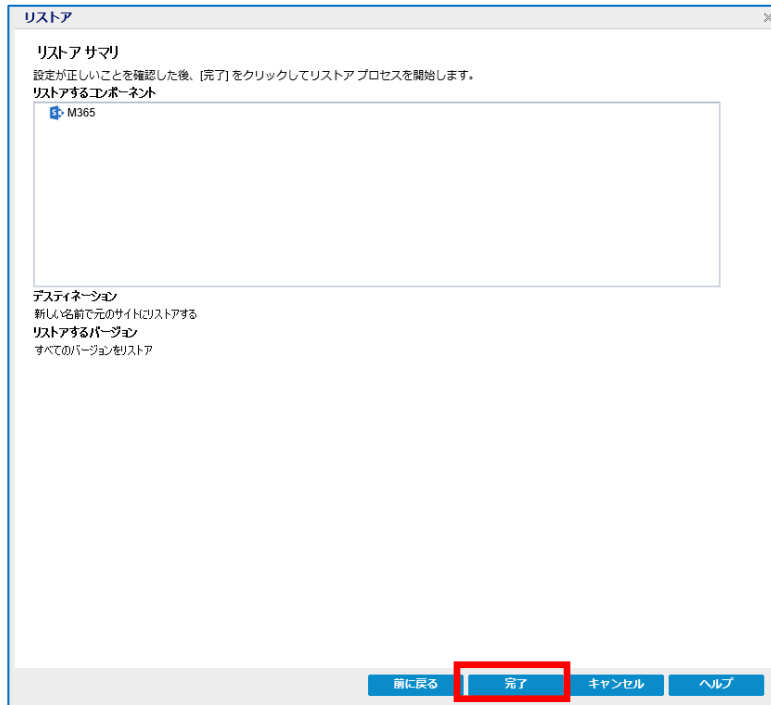 リストア
リストア サマリ
設定が正しいことを確認した後、[完了] をクリックしてリストア プロセスを開始します。
リストアするコンポーネント
M365
デスティネーション
新しい名前で元のサイトにリストアする
リストアするバージョン
すべてのバージョンをリストア
前に戻る 完了 キャンセル ヘルプ